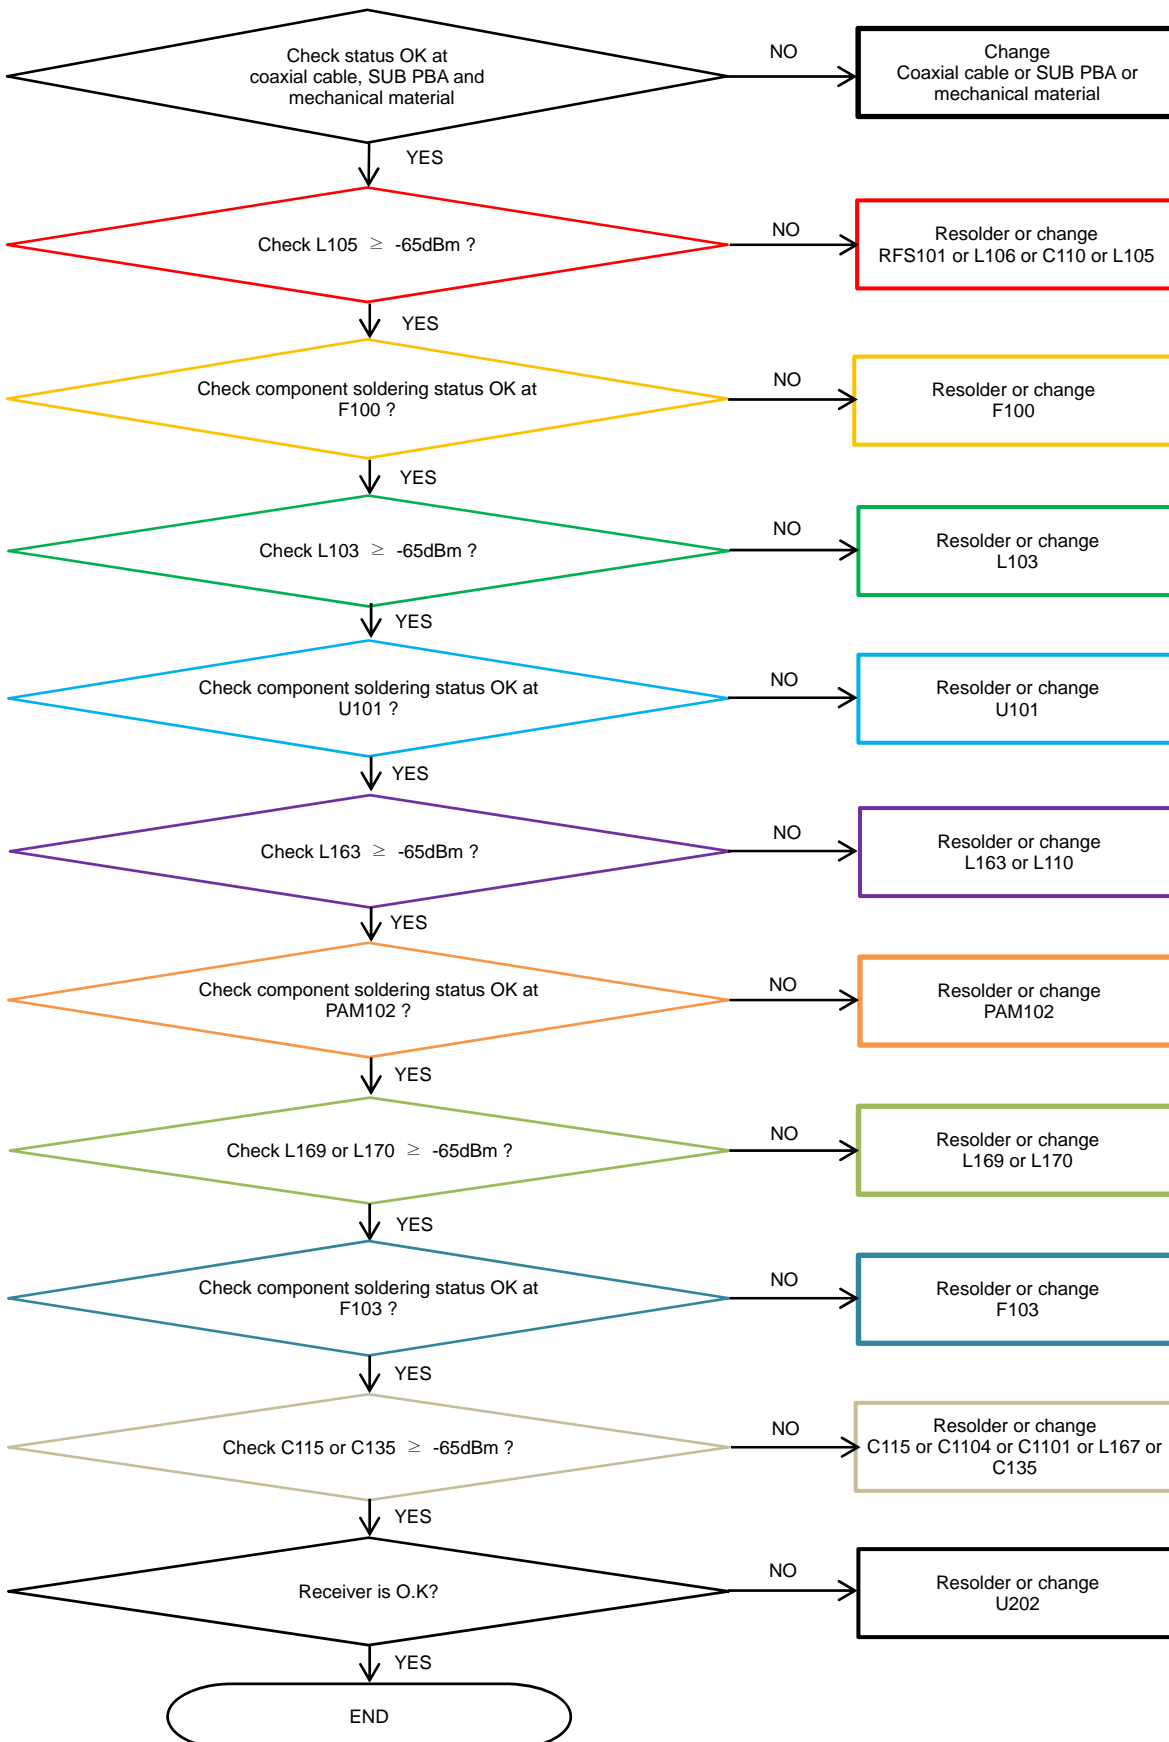 Check status OK at
coaxial cable, SUB PBA and
mechanical material
NO
Change
Coaxial cable or SUB PBA or
mechanical material
YES
Check L105 ≥ -65dBm ?
NO
Resolder or change
RFS101 or L106 or C110 or L105
YES
Check component soldering status OK at
F100 ?
NO
Resolder or change
F100
YES
Check L103 ≥ -65dBm ?
NO
Resolder or change
L103
YES
Check component soldering status OK at
U101 ?
NO
Resolder or change
U101
YES
Check L163 ≥ -65dBm ?
NO
Resolder or change
L163 or L110
YES
Check component soldering status OK at
PAM102 ?
NO
Resolder or change
PAM102
YES
Check L169 or L170 ≥ -65dBm ?
NO
Resolder or change
L169 or L170
YES
Check component soldering status OK at
F103 ?
NO
Resolder or change
F103
YES
Check C115 or C135 ≥ -65dBm ?
NO
Resolder or change
C115 or C1104 or C1101 or L167 or
C135
YES
Receiver is O.K?
NO
Resolder or change
U202
YES
END